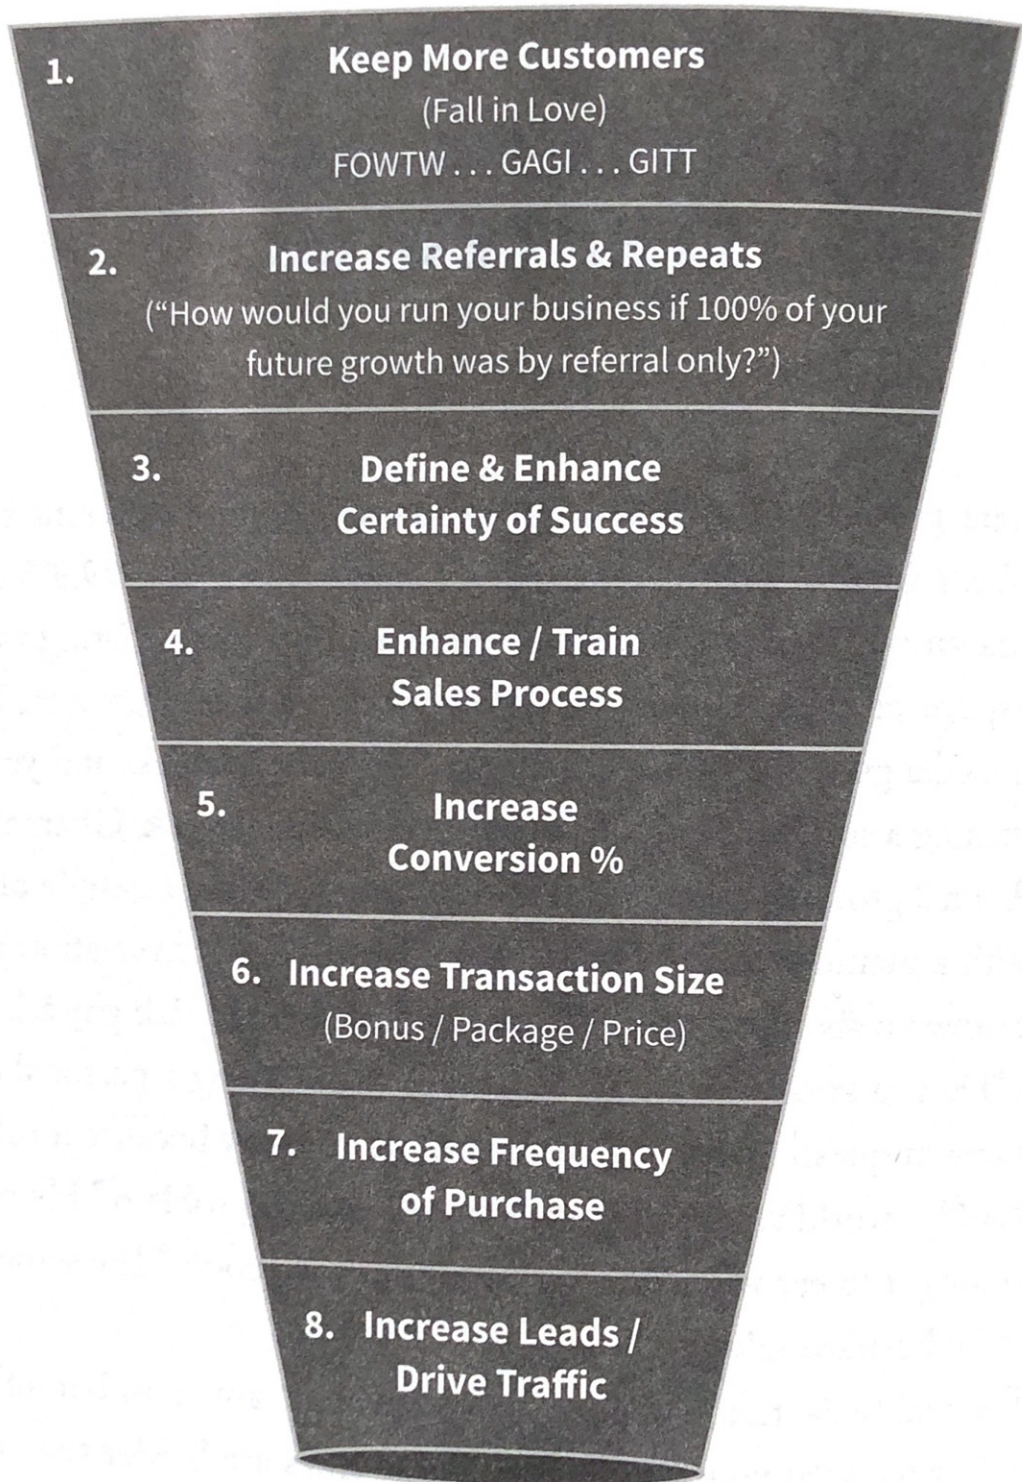 1. Keep More Customers
(Fall in Love)
FOWTW . . . GAGI . . . GITT
2. Increase Referrals & Repeats
(“How would you run your business if 100% of your
future growth was by referral only?”)
3. Define & Enhance
Certainty of Success
4. Enhance / Train
Sales Process
5. Increase
Conversion %
6. Increase Transaction Size
(Bonus / Package / Price)
7. Increase Frequency
of Purchase
8. Increase Leads /
Drive Traffic